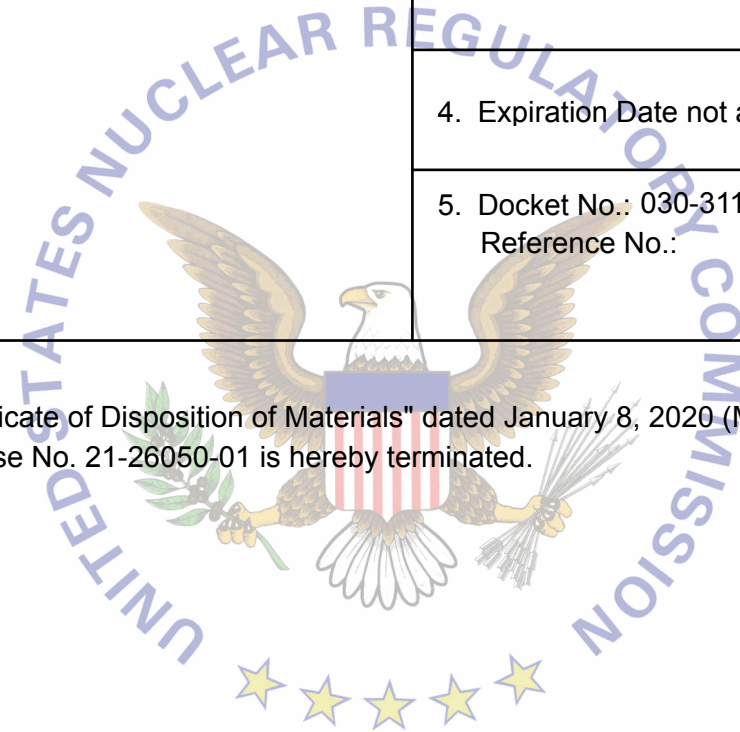 UNITED STATES NUCLEAR REGULATORY COMMISSION
4. Expiration Date not
5. Docket No.: 030-311
Reference No.:
icate of Disposition of Materials" dated January 8, 2020 (M
se No. 21-26050-01 is hereby terminated.